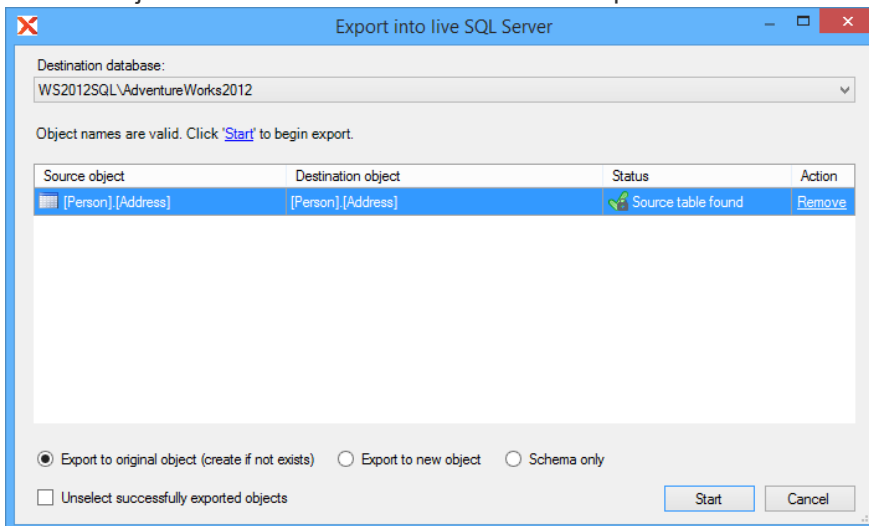 Export into live SQL Server
Destination database:
WS2012SQL\AdventureWorks2012
Object names are valid. Click 'Start' to begin export.
Source object Destination object Status Action
[Person].[Address] [Person].[Address] Source table found Remove
Export to original object (create if not exists) Export to new object Schema only
Unselect successfully exported objects Start Cancel